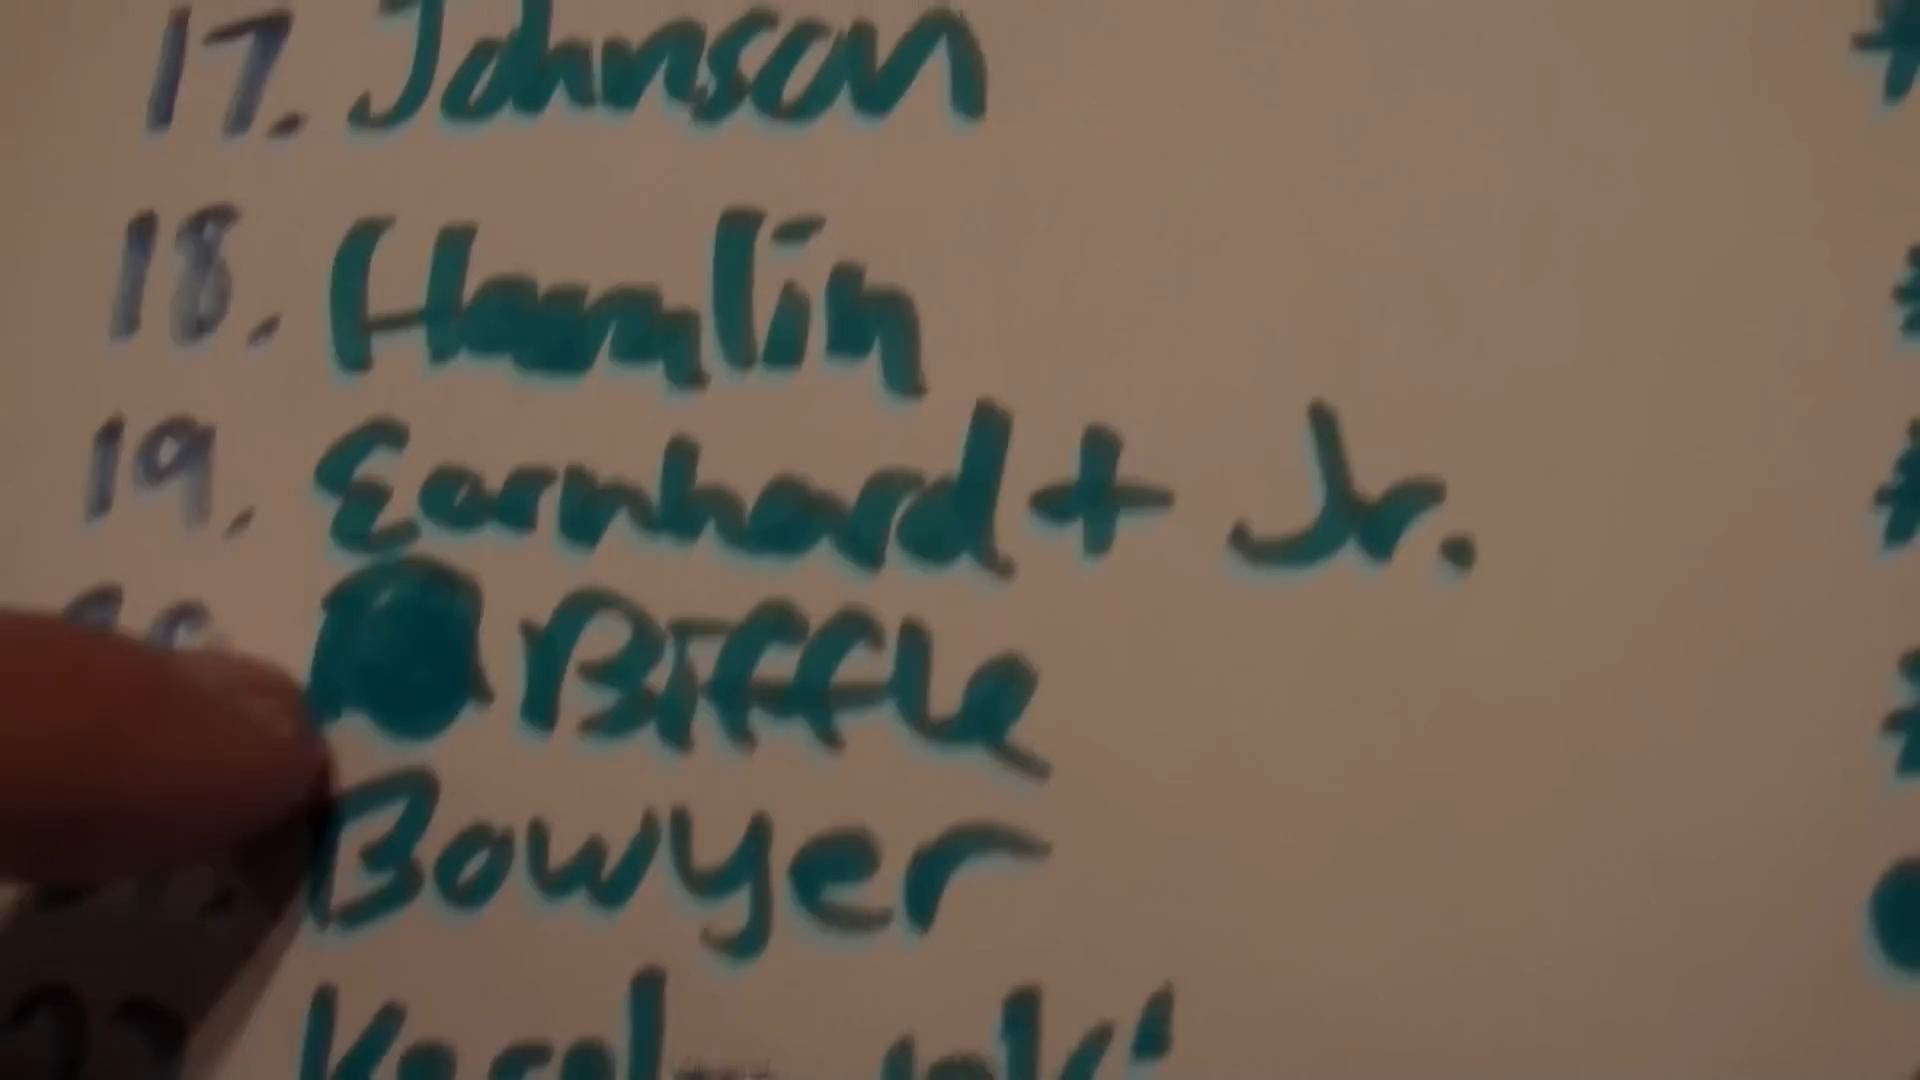 17. Johnson
18. Hamlin
19. Earnhardt Jr.
Biffle
Bowyer